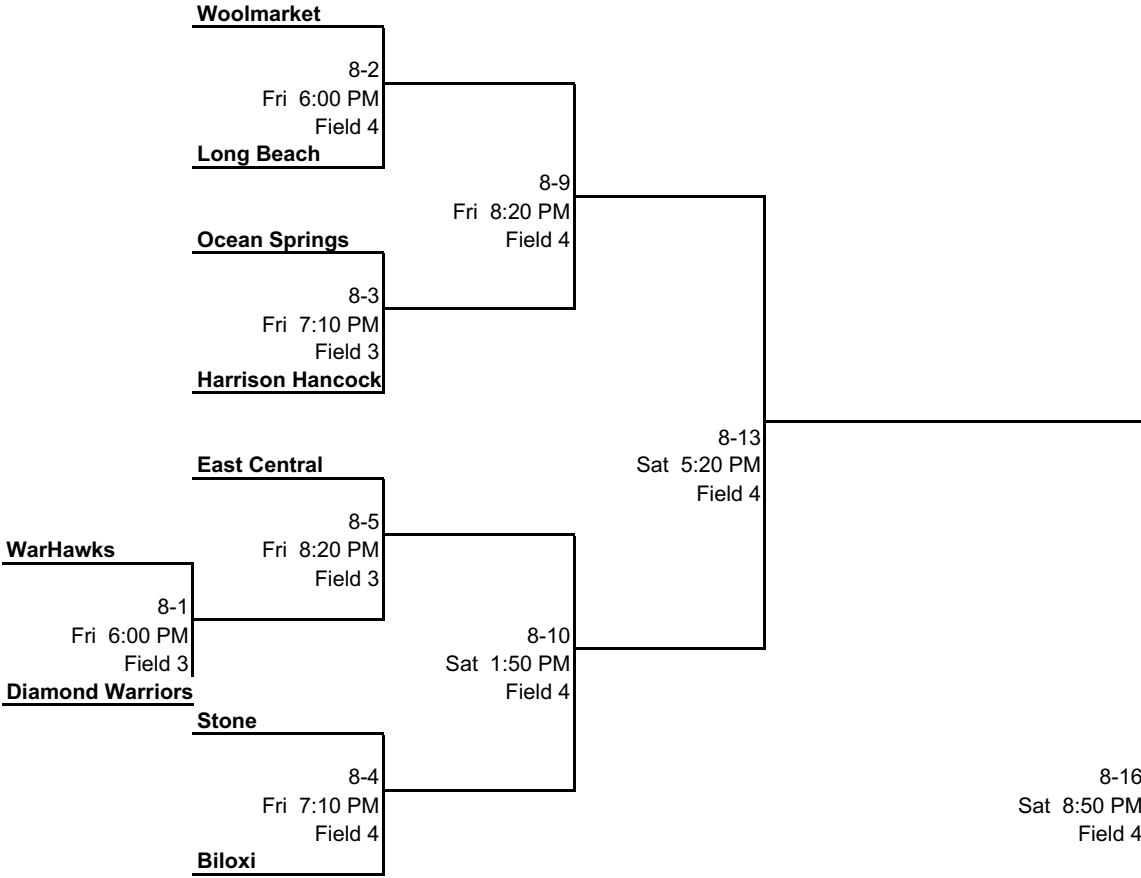 Woolmarket
8-2
Fri 6:00 PM
Field 4
Long Beach
8-9
Fri 8:20 PM
Field 4
Ocean Springs
8-3
Fri 7:10 PM
Field 3
Harrison Hancock
8-13
Sat 5:20 PM
Field 4
East Central
8-5
Fri 8:20 PM
Field 3
WarHawks
8-1
Fri 6:00 PM
Field 3
Diamond Warriors
8-10
Sat 1:50 PM
Field 4
Stone
8-4
Fri 7:10 PM
Field 4
Biloxi
8-16
Sat 8:50 PM
Field 4